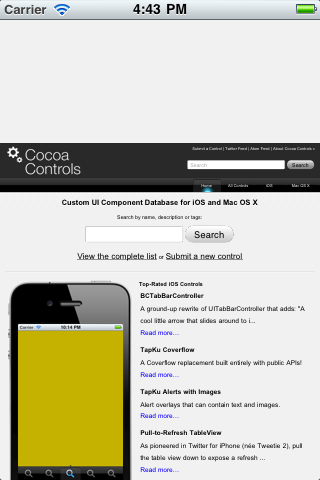 Carrier 4:43 PM
Submit a Control | Twitter Feed | Atom Feed | About Cocoa Controls »
Cocoa
Controls
Search Search
Home All Controls iOS Mac OS X
Custom UI Component Database for iOS and Mac OS X
Search by name, description or tags:
Search
View the complete list or Submit a new control
Top-Rated iOS Controls
BCTabBarController
A ground-up rewrite of UITabBarController that adds: "A
cool little arrow that slides around to i...
Read more...
TapKu Coverflow
A Coverflow replacement built entirely with public APIs!
Read more...
TapKu Alerts with Images
Alert overlays that can contain text and images.
Read more...
Pull-to-Refresh TableView
As pioneered in Twitter for iPhone (née Tweetie 2), pull
the table view down to expose a refresh ...
Read more...
Carrier 10:14 PM